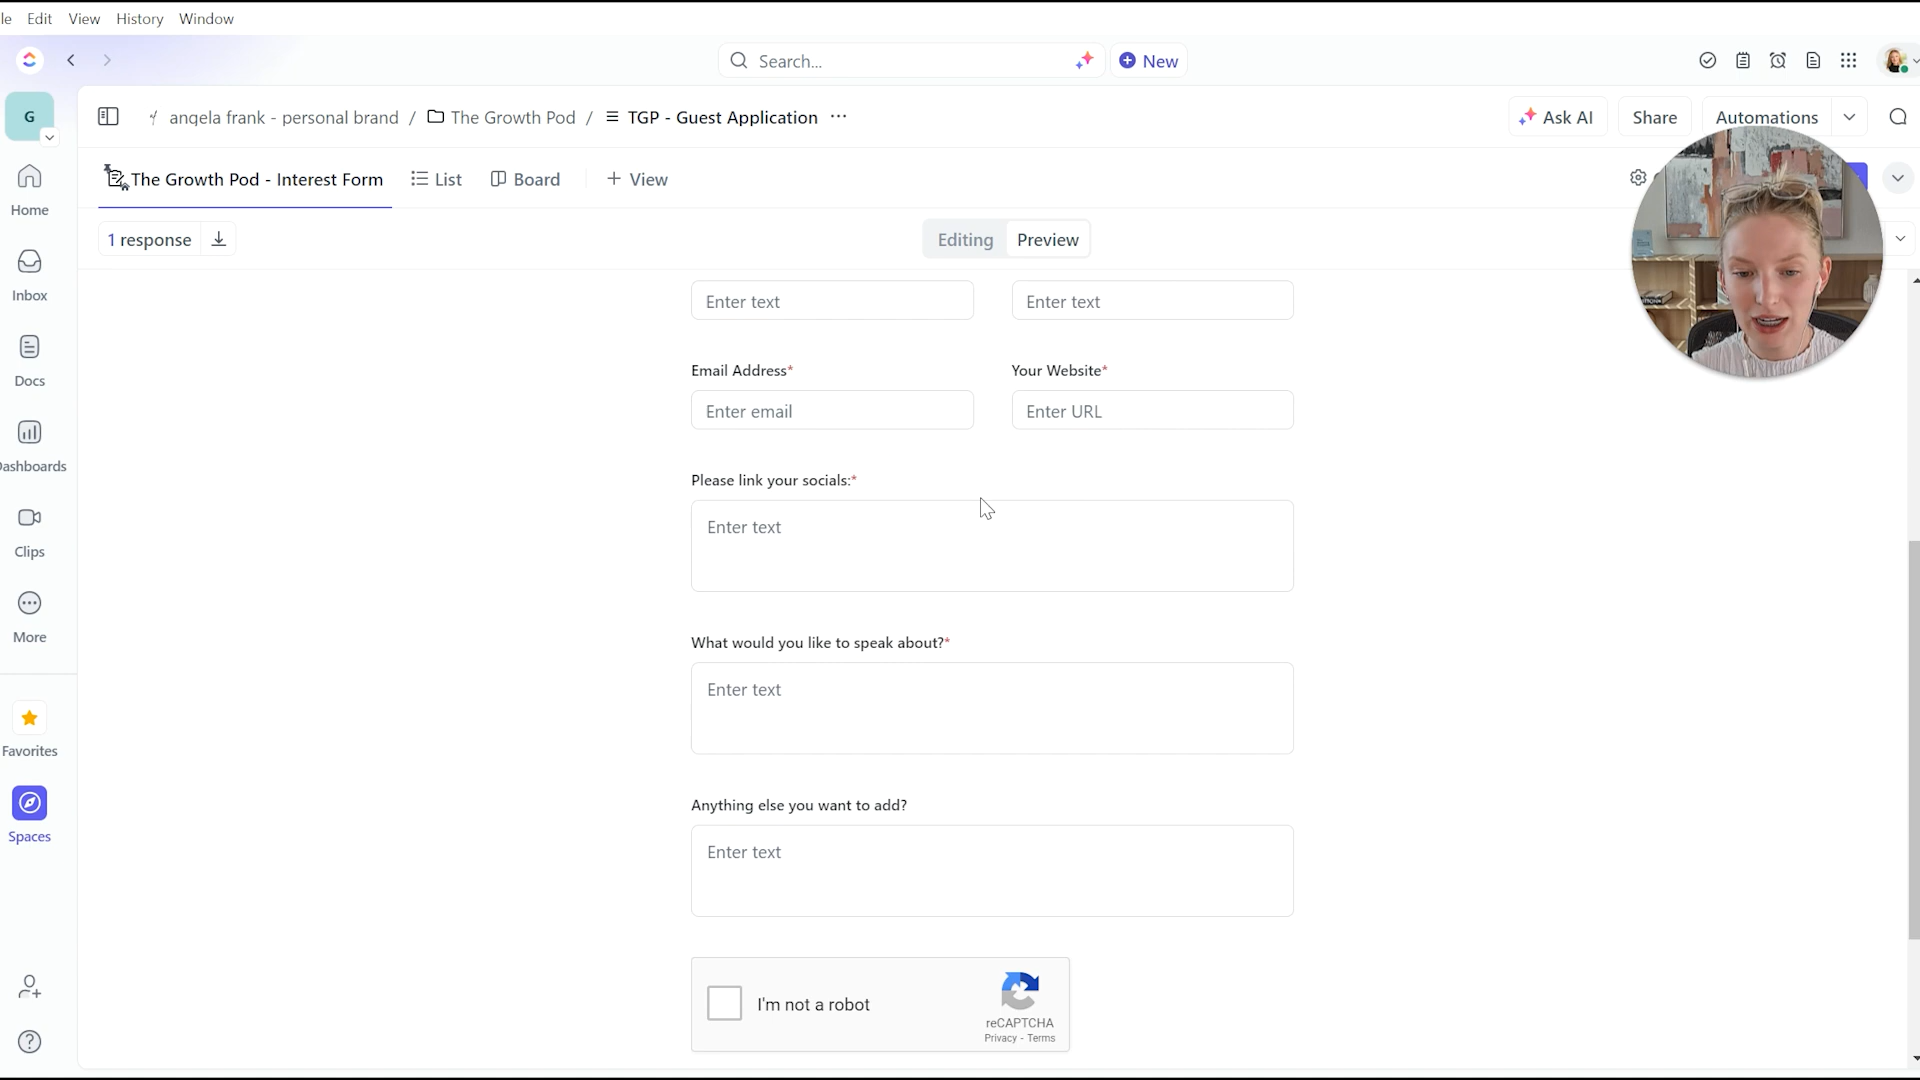 le Edit View History Window
Search... New
G
angela frank - personal brand / The Growth Pod / TGP - Guest Application ...
Ask AI Share Automations
The Growth Pod - Interest Form List Board + View
1 response Editing Preview
Home
Inbox
Docs
Dashboards
Clips
More
Favorites
Spaces
Enter text Enter text
Email Address* Your Website*
Enter email Enter URL
Please link your socials:*
Enter text
What would you like to speak about?*
Enter text
Anything else you want to add?
Enter text
I'm not a robot
reCAPTCHA
Privacy - Terms